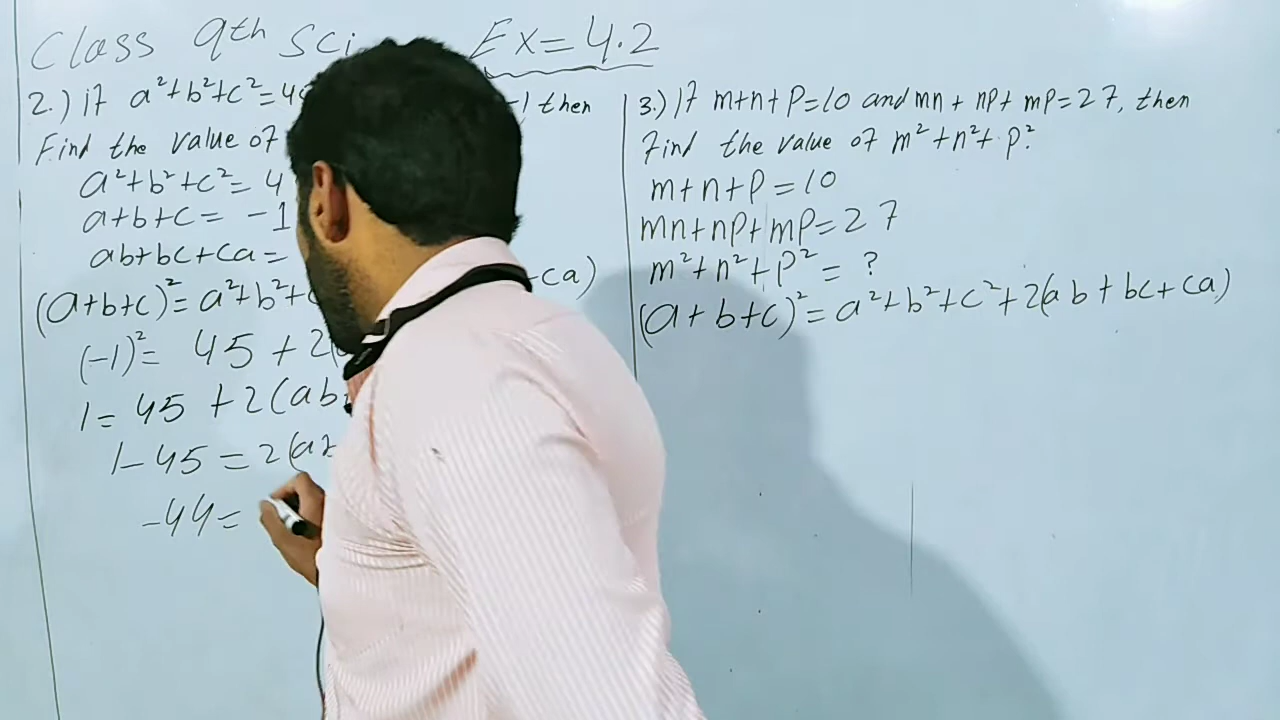 Class 9th Sci Ex=4.2
2.) If a²+b²+c²=4 -1 then
Find the value of
a²+b²+c²= 4
a+b+c= -1
ab+bc+ca=
(a+b+c)²= a²+b²+c ca)
(-1)²= 45 + 2(
1= 45 +2(ab
1-45 = 2(a
-44=
3.) If m+n+P=10 and mn+ np+ mp=27, then
Find the value of m²+n²+ p²?
m+n+P=10
mn+np+mp=27
m²+n²+p² = ?
(a+b+c)²= a²+b²+c²+2(ab+bc+ca)